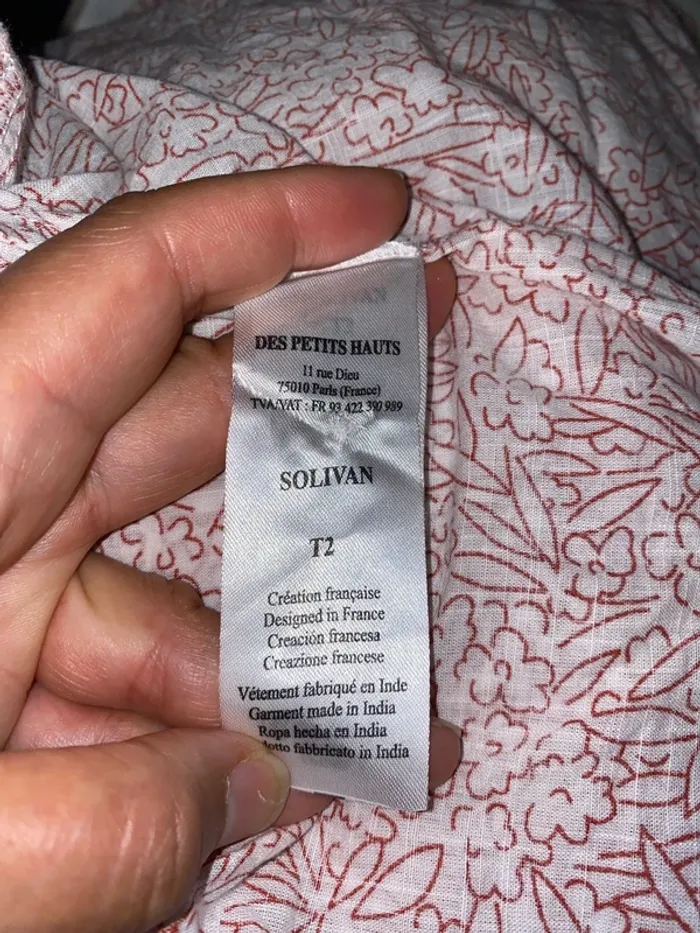 DES PETITS HAUTS
11 rue Dieu
75010 Paris (France)
TVA/VAT : FR 93 422 390 989
SOLIVAN
T2
Création française
Designed in France
Creación francesa
Creazione francese
Vêtement fabriqué en Inde
Garment made in India
Ropa hecha en India
fabbricato in India